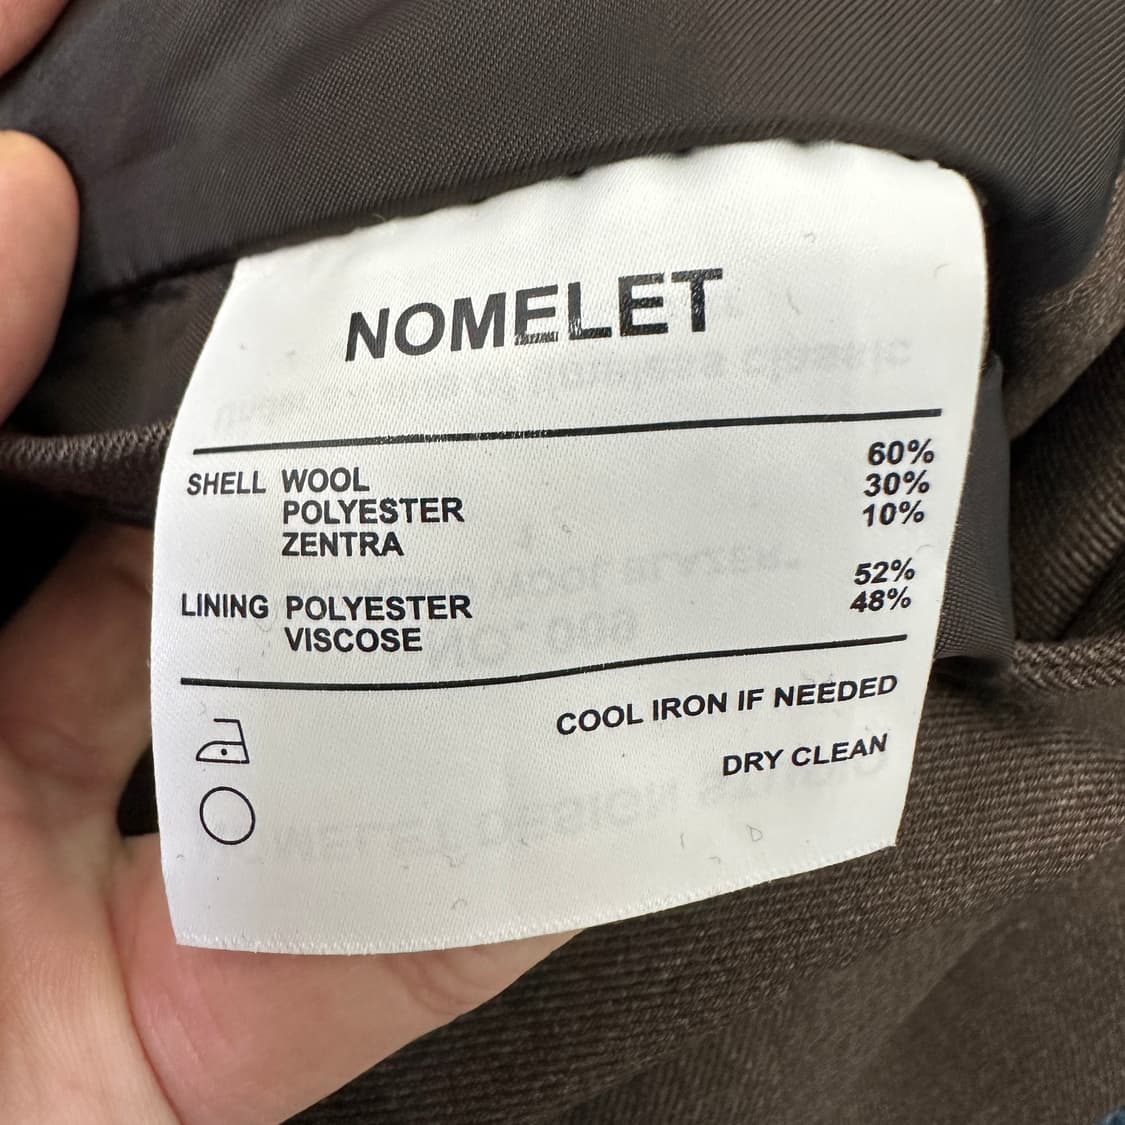 NOMELET
SHELL WOOL 60%
POLYESTER 30%
ZENTRA 10%
LINING POLYESTER 52%
VISCOSE 48%
COOL IRON IF NEEDED
DRY CLEAN